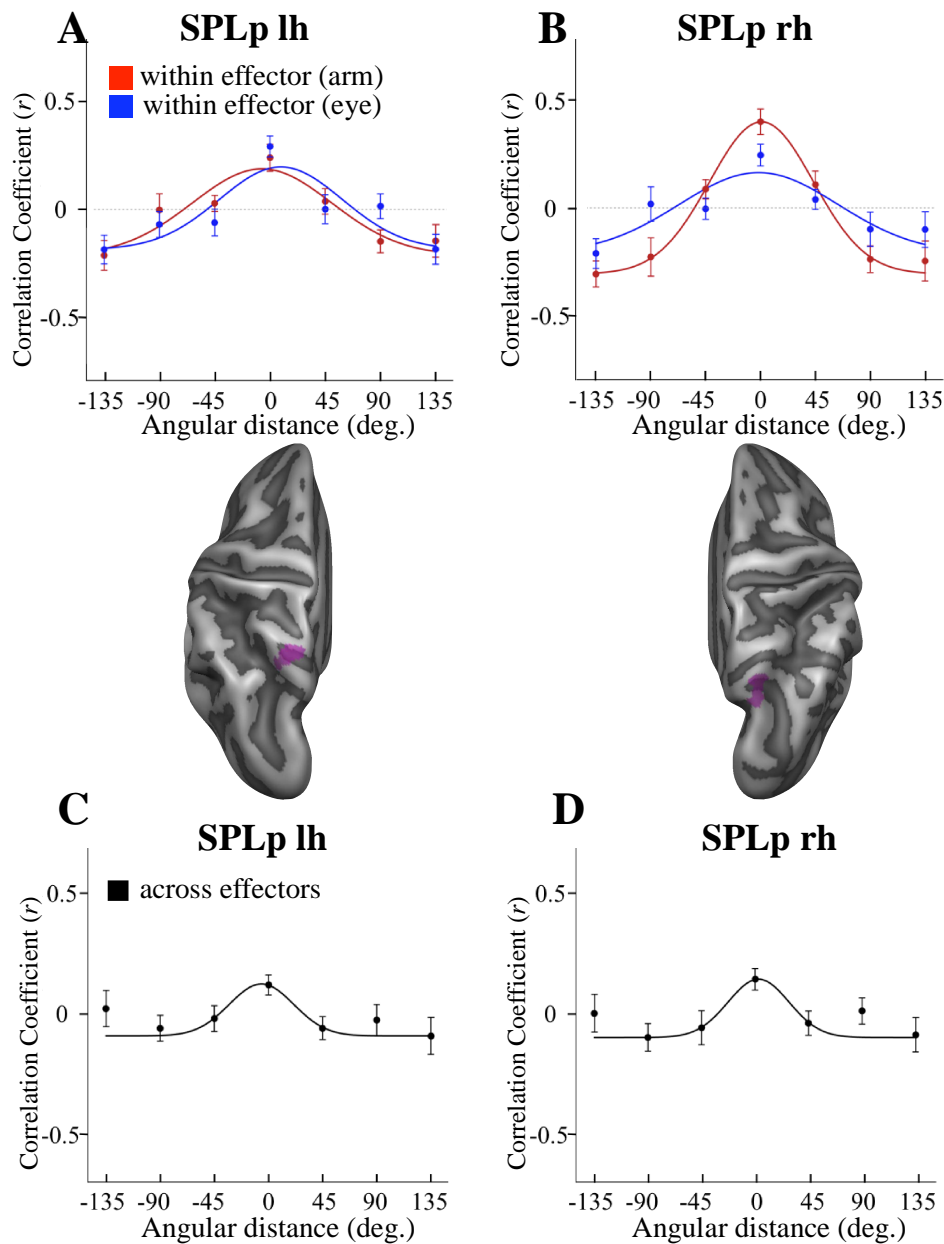 A
SPLp lh
within effector (arm)
within effector (eye)
Correlation Coefficient (r)
0.5
0
-0.5
-135 -90 -45 0 45 90 135
Angular distance (deg.)
B
SPLp rh
Correlation Coefficient (r)
0.5
0
-0.5
-135 -90 -45 0 45 90 135
Angular distance (deg.)
C
SPLp lh
across effectors
Correlation Coefficient (r)
0.5
0
-0.5
-135 -90 -45 0 45 90 135
Angular distance (deg.)
D
SPLp rh
Correlation Coefficient (r)
0.5
0
-0.5
-135 -90 -45 0 45 90 135
Angular distance (deg.)